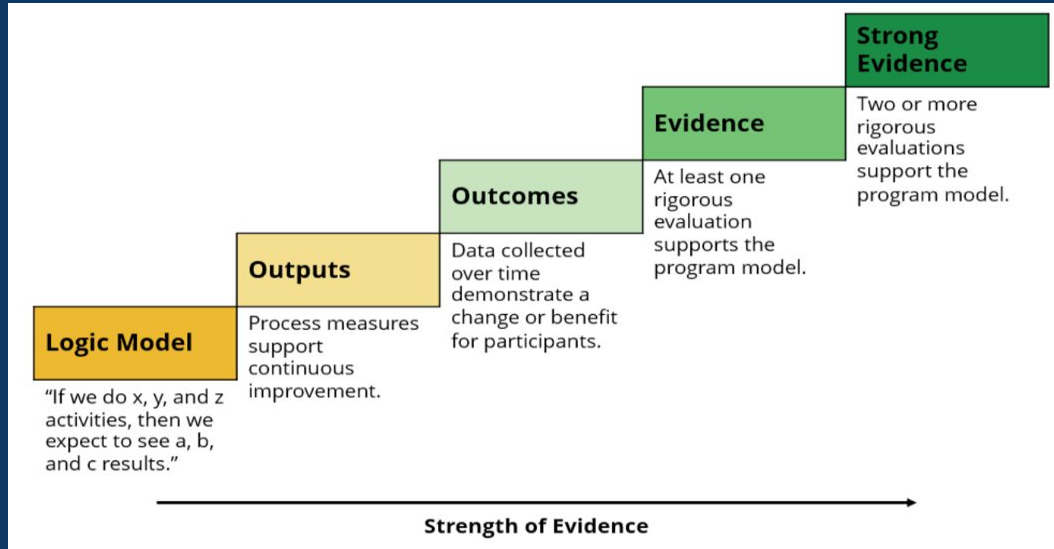 Logic Model
“If we do x, y, and z
activities, then we
expect to see a, b,
and c results.”
Outputs
Process measures
support
continuous
improvement.
Outcomes
Data collected
over time
demonstrate a
change or benefit
for participants.
Evidence
At least one
rigorous
evaluation
supports the
program model.
Strong
Evidence
Two or more
rigorous
evaluations
support the
program model.
Strength of Evidence